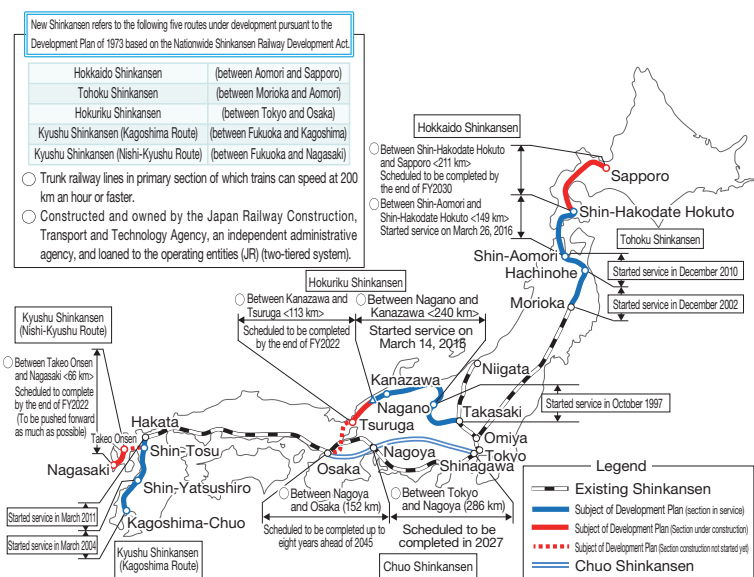 New Shinkansen refers to the following five routes under development pursuant to the
Development Plan of 1973 based on the Nationwide Shinkansen Railway Development Act.
Hokkaido Shinkansen (between Aomori and Sapporo)
Tohoku Shinkansen (between Morioka and Aomori)
Hokuriku Shinkansen (between Tokyo and Osaka)
Kyushu Shinkansen (Kagoshima Route) (between Fukuoka and Kagoshima)
Kyushu Shinkansen (Nishi-Kyushu Route) (between Fukuoka and Nagasaki)
Trunk railway lines in primary section of which trains can speed at 200
km an hour or faster.
Constructed and owned by the Japan Railway Construction,
Transport and Technology Agency, an independent administrative
agency, and loaned to the operating entities (JR) (two-tiered system).
Hokkaido Shinkansen
Between Shin-Hakodate Hokuto
and Sapporo <211 km>
Scheduled to be completed by
the end of FY2030
Between Shin-Aomori and
Shin-Hakodate Hokuto <149 km>
Started service on March 26, 2016
Sapporo
Shin-Hakodate Hokuto
Tohoku Shinkansen
Shin-Aomori
Hachinohe
Started service in December 2010
Morioka
Started service in December 2002
Hokuriku Shinkansen
Between Kanazawa and
Tsuruga <113 km>
Scheduled to be completed
by the end of FY2022
Between Nagano and
Kanazawa <240 km>
Started service on
March 14, 2015
Kyushu Shinkansen
(Nishi-Kyushu Route)
Between Takeo Onsen
and Nagasaki <66 km>
Scheduled to complete
by the end of FY2022
(To be pushed forward
as much as possible)
Niigata
Kanazawa
Nagano
Started service in October 1997
Tsuruga
Takasaki
Hakata
Takeo Onsen
Shin-Tosu
Omiya
Tokyo
Nagoya
Shinagawa
Osaka
Nagasaki
Shin-Yatsushiro
Kagoshima-Chuo
Started service in March 2011
Started service in March 2004
Kyushu Shinkansen
(Kagoshima Route)
Between Nagoya
and Osaka (152 km)
Scheduled to be completed up to
eight years ahead of 2045
Between Tokyo
and Nagoya (286 km)
Scheduled to be
completed in 2027
Chuo Shinkansen
Legend
Existing Shinkansen
Subject of Development Plan (section in service)
Subject of Development Plan (Section under construction)
Subject of Development Plan (Section construction not started yet)
Chuo Shinkansen